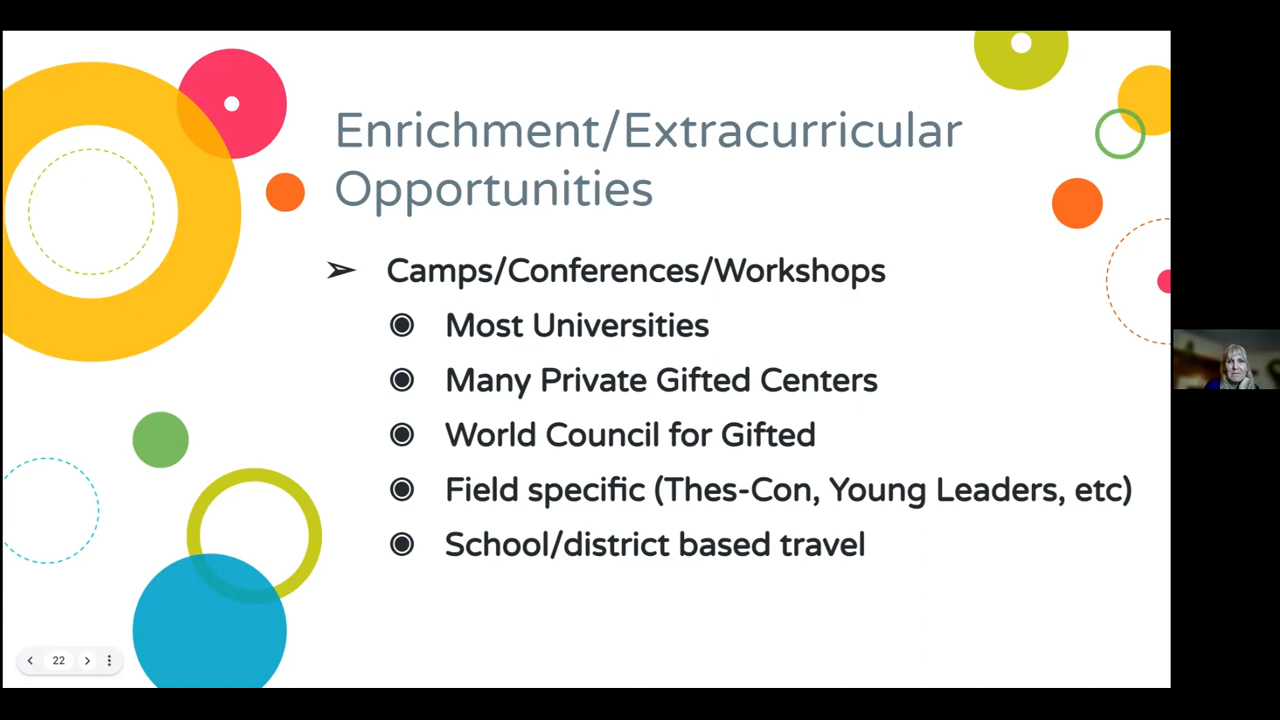 Enrichment/Extracurricular
Opportunities
➢ Camps/Conferences/Workshops
◉ Most Universities
◉ Many Private Gifted Centers
◉ World Council for Gifted
◉ Field specific (Thes-Con, Young Leaders, etc)
◉ School/district based travel
22